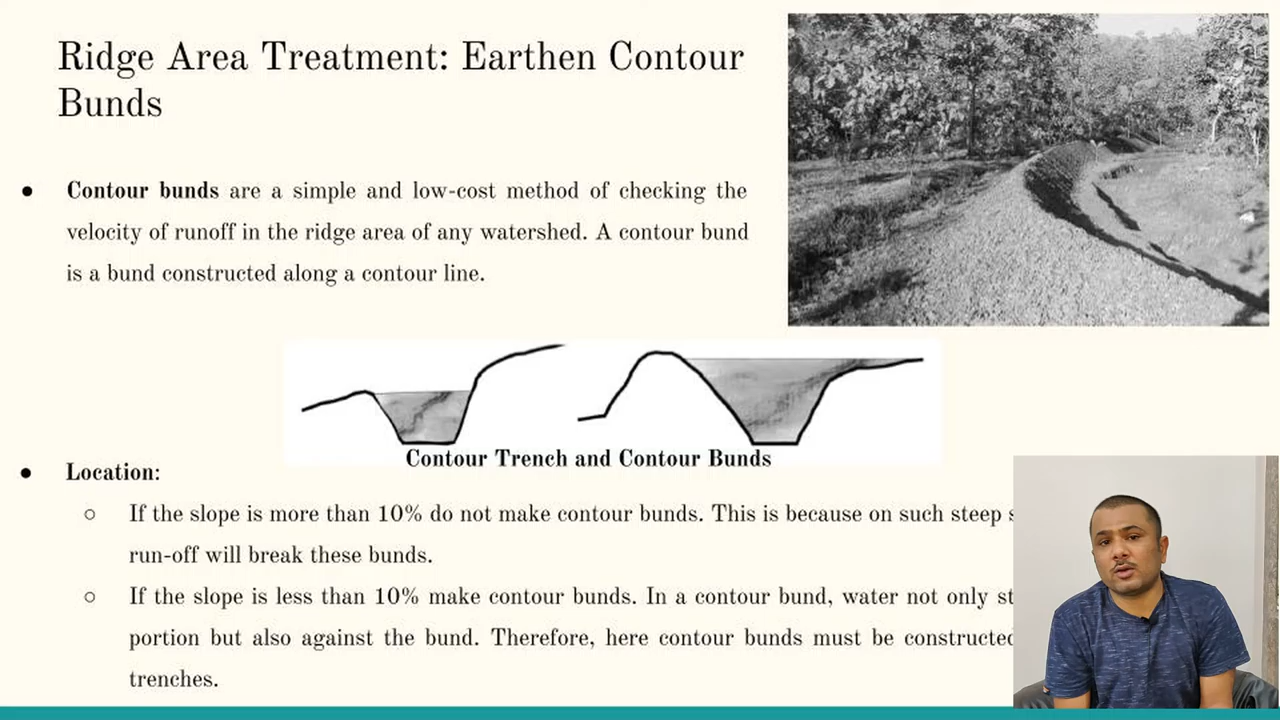 Ridge Area Treatment: Earthen Contour
Bunds
● Contour bunds are a simple and low-cost method of checking the
velocity of runoff in the ridge area of any watershed. A contour bund
is a bund constructed along a contour line.
Contour Trench and Contour Bunds
● Location:
○ If the slope is more than 10% do not make contour bunds. This is because on such steep
run-off will break these bunds.
○ If the slope is less than 10% make contour bunds. In a contour bund, water not only
portion but also against the bund. Therefore, here contour bunds must be constructed
trenches.